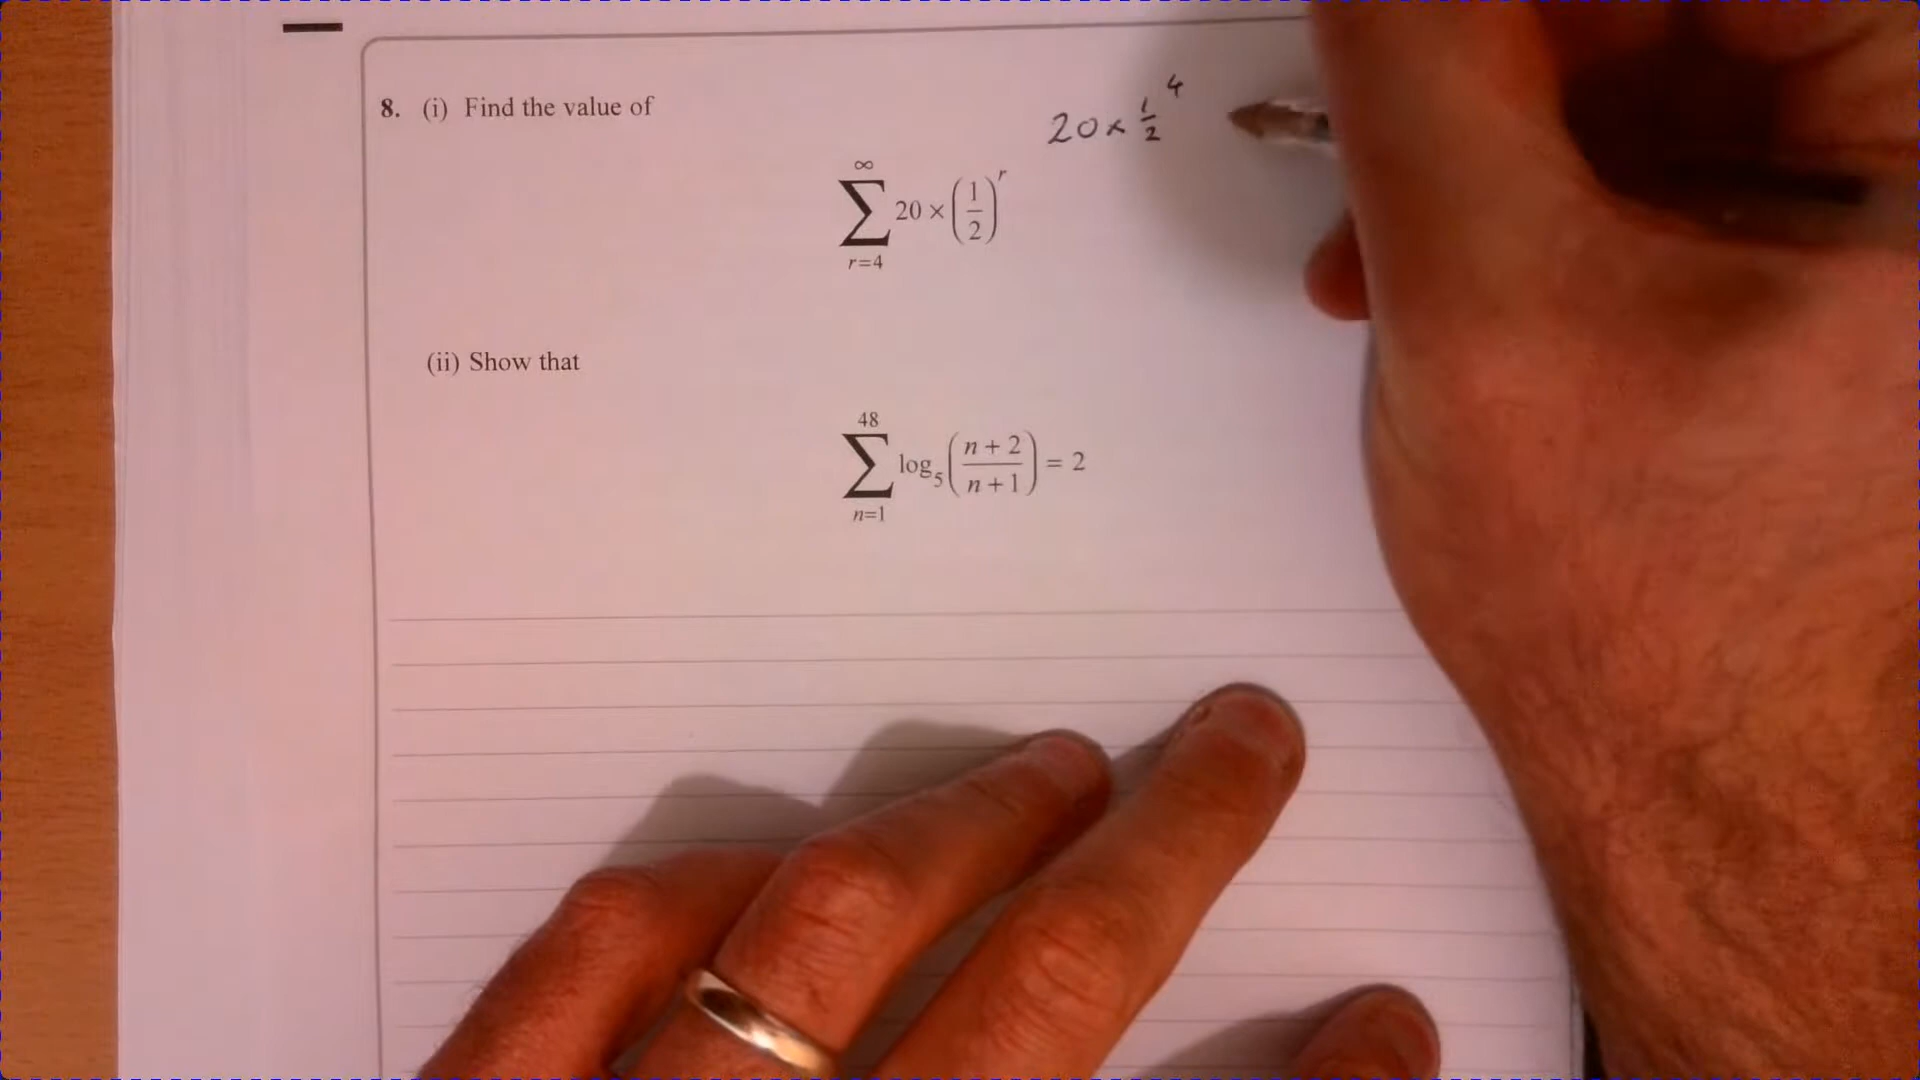 8. (i) Find the value of
20 × 1/2 ^4
∞
∑ 20 × (1/2)^r
r=4
(ii) Show that
48
∑ log₅((n + 2)/(n + 1)) = 2
n=1